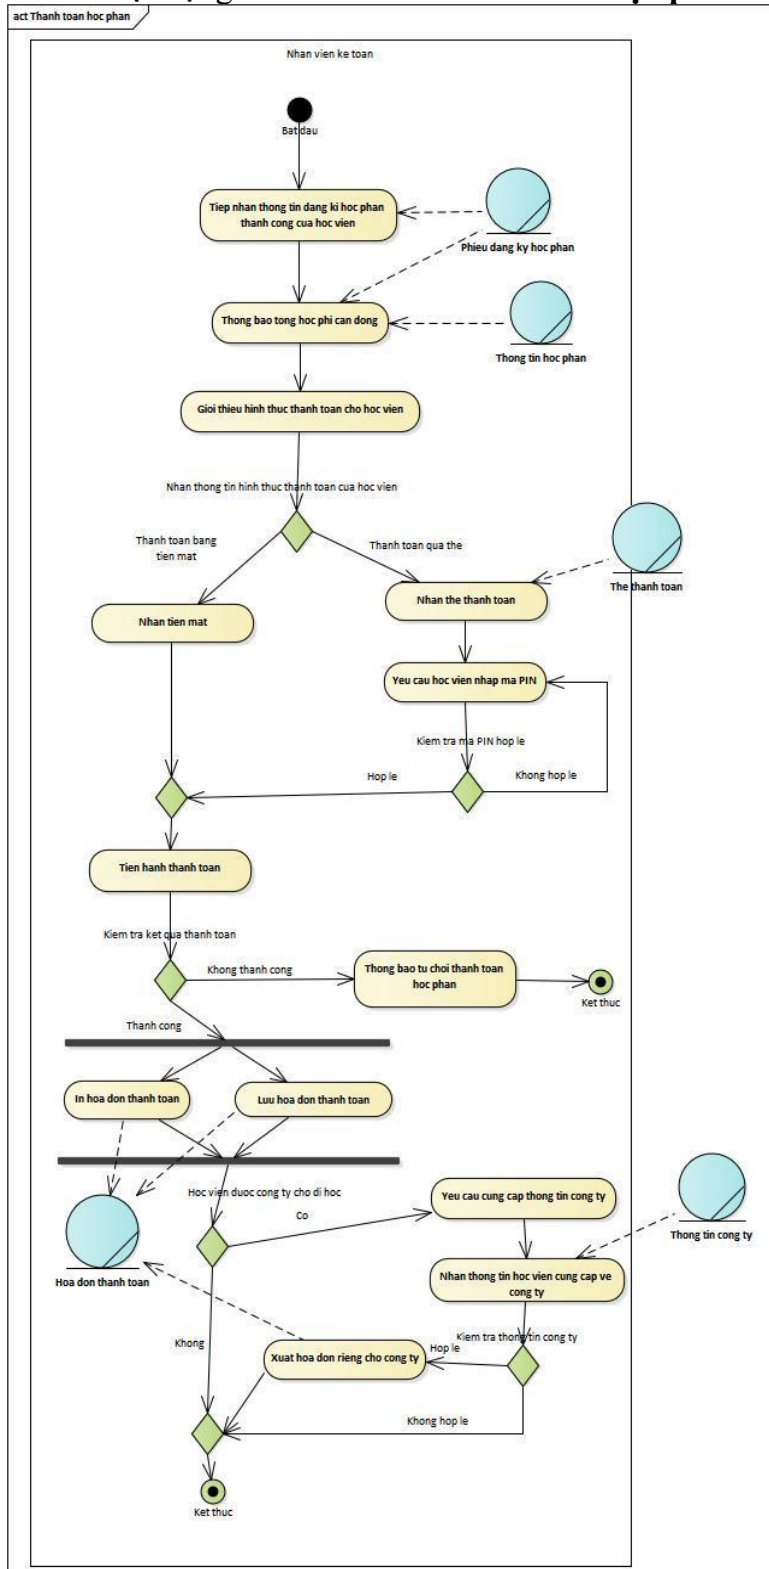 act Thanh toan hoc phan
Nhan vien ke toan
Bat dau
Tiep nhan thong tin dang ki hoc phan
thanh cong cua hoc vien
Phieu dang ky hoc phan
Thong bao tong hoc phi can dong
Thong tin hoc phan
Gioi thieu hinh thuc thanh toan cho hoc vien
Nhan thong tin hinh thuc thanh toan cua hoc vien
Thanh toan bang
tien mat
Thanh toan qua the
Nhan the thanh toan
The thanh toan
Nhan tien mat
Yeu cau hoc vien nhap ma PIN
Kiem tra ma PIN hop le
Hop le
Khong hop le
Tien hanh thanh toan
Kiem tra ket qua thanh toan
Khong thanh cong
Thong bao tu choi thanh toan
hoc phan
Ket thuc
Thanh cong
In hoa don thanh toan
Luu hoa don thanh toan
Hoc vien duoc cong ty cho di hoc
Co
Yeu cau cung cap thong tin cong ty
Thong tin cong ty
Nhan thong tin hoc vien cung cap ve
cong ty
Hoa don thanh toan
Kiem tra thong tin cong ty
Hop le
Khong
Xuat hoa don rieng cho cong ty
Khong hop le
Ket thuc